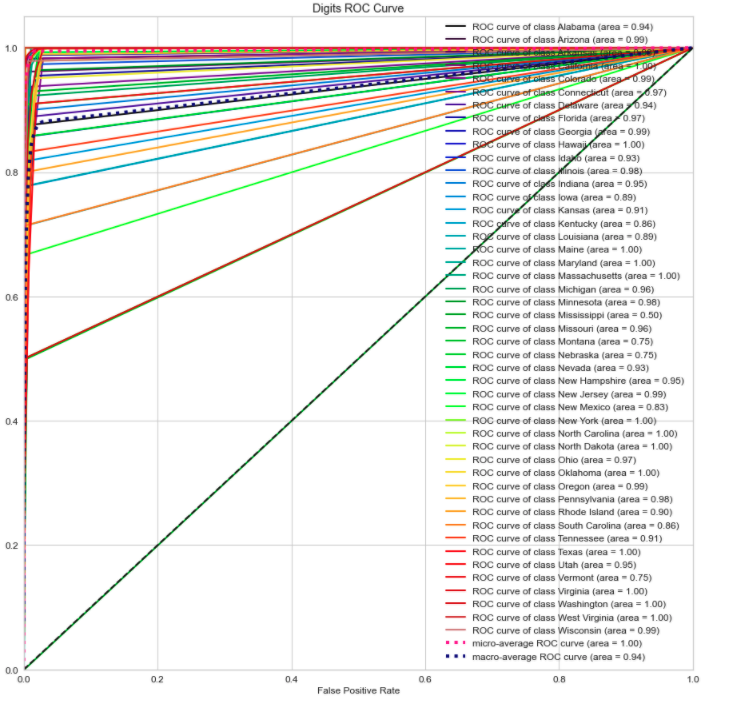 Digits ROC Curve
ROC curve of class Alabama (area = 0.94)
ROC curve of class Arizona (area = 0.99)
ROC curve of class
ROC curve of class California (area = 1.00)
ROC curve of class Colorado (area = 0.99)
ROC curve of class Connecticut (area = 0.97)
ROC curve of class Delaware (area = 0.94)
ROC curve of class Florida (area = 0.97)
ROC curve of class Georgia (area = 0.99)
ROC curve of class Hawaii (area = 1.00)
ROC curve of class Idaho (area = 0.93)
ROC curve of class Illinois (area = 0.98)
ROC curve of class Indiana (area = 0.95)
ROC curve of class Iowa (area = 0.89)
ROC curve of class Kansas (area = 0.91)
ROC curve of class Kentucky (area = 0.86)
ROC curve of class Louisiana (area = 0.89)
ROC curve of class Maine (area = 1.00)
ROC curve of class Maryland (area = 1.00)
ROC curve of class Massachusetts (area = 1.00)
ROC curve of class Michigan (area = 0.96)
ROC curve of class Minnesota (area = 0.98)
ROC curve of class Mississippi (area = 0.50)
ROC curve of class Missouri (area = 0.96)
ROC curve of class Montana (area = 0.75)
ROC curve of class Nebraska (area = 0.75)
ROC curve of class Nevada (area = 0.93)
ROC curve of class New Hampshire (area = 0.95)
ROC curve of class New Jersey (area = 0.99)
ROC curve of class New Mexico (area = 0.83)
ROC curve of class New York (area = 1.00)
ROC curve of class North Carolina (area = 1.00)
ROC curve of class North Dakota (area = 1.00)
ROC curve of class Ohio (area = 0.97)
ROC curve of class Oklahoma (area = 1.00)
ROC curve of class Oregon (area = 0.99)
ROC curve of class Pennsylvania (area = 0.98)
ROC curve of class Rhode Island (area = 0.90)
ROC curve of class South Carolina (area = 0.86)
ROC curve of class Tennessee (area = 0.91)
ROC curve of class Texas (area = 1.00)
ROC curve of class Utah (area = 0.95)
ROC curve of class Vermont (area = 0.75)
ROC curve of class Virginia (area = 1.00)
ROC curve of class Washington (area = 1.00)
ROC curve of class West Virginia (area = 1.00)
ROC curve of class Wisconsin (area = 0.99)
micro-average ROC curve (area = 1.00)
macro-average ROC curve (area = 0.94)
1.0
0.8
0.6
0.4
0.2
0.0
0.0 0.2 0.4 0.6 0.8 1.0
False Positive Rate